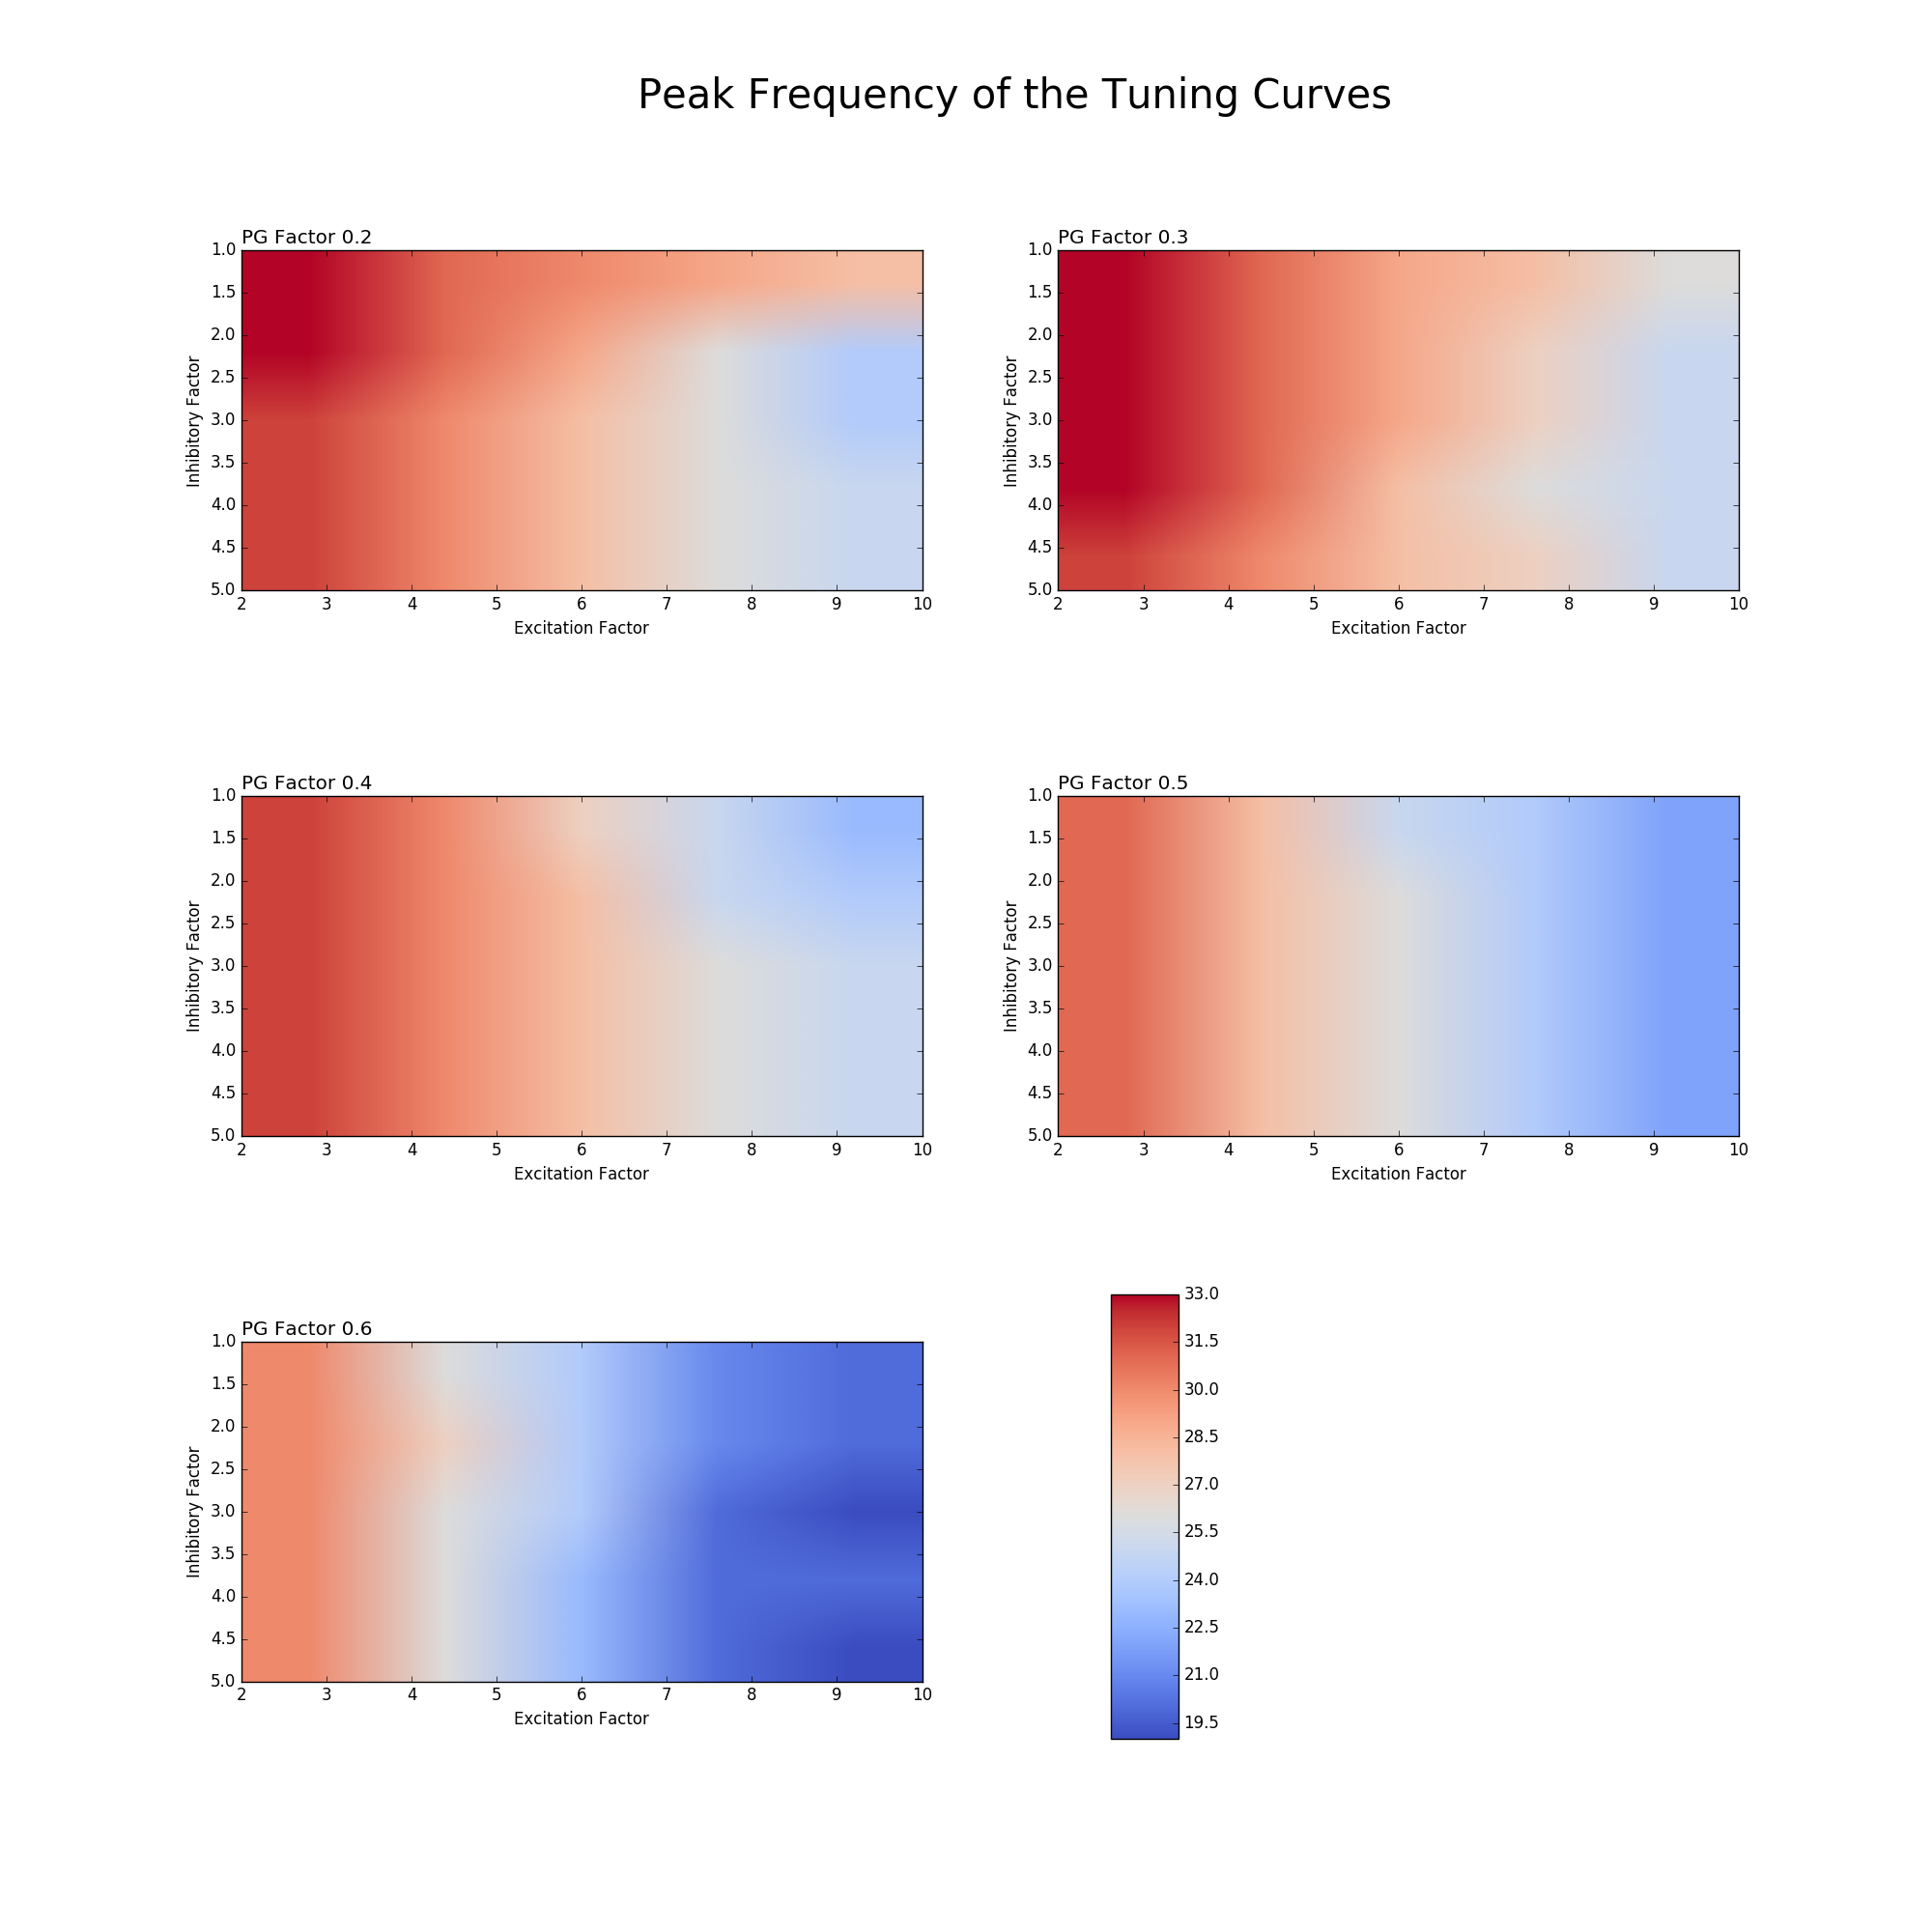 Peak Frequency of the Tuning Curves
PG Factor 0.2
1.0
1.5
2.0
2.5
3.0
3.5
4.0
4.5
5.0
Inhibitory Factor
2 3 4 5 6 7 8 9 10
Excitation Factor
PG Factor 0.3
1.0
1.5
2.0
2.5
3.0
3.5
4.0
4.5
5.0
Inhibitory Factor
2 3 4 5 6 7 8 9 10
Excitation Factor
PG Factor 0.4
1.0
1.5
2.0
2.5
3.0
3.5
4.0
4.5
5.0
Inhibitory Factor
2 3 4 5 6 7 8 9 10
Excitation Factor
PG Factor 0.5
1.0
1.5
2.0
2.5
3.0
3.5
4.0
4.5
5.0
Inhibitory Factor
2 3 4 5 6 7 8 9 10
Excitation Factor
PG Factor 0.6
1.0
1.5
2.0
2.5
3.0
3.5
4.0
4.5
5.0
Inhibitory Factor
2 3 4 5 6 7 8 9 10
Excitation Factor
33.0
31.5
30.0
28.5
27.0
25.5
24.0
22.5
21.0
19.5